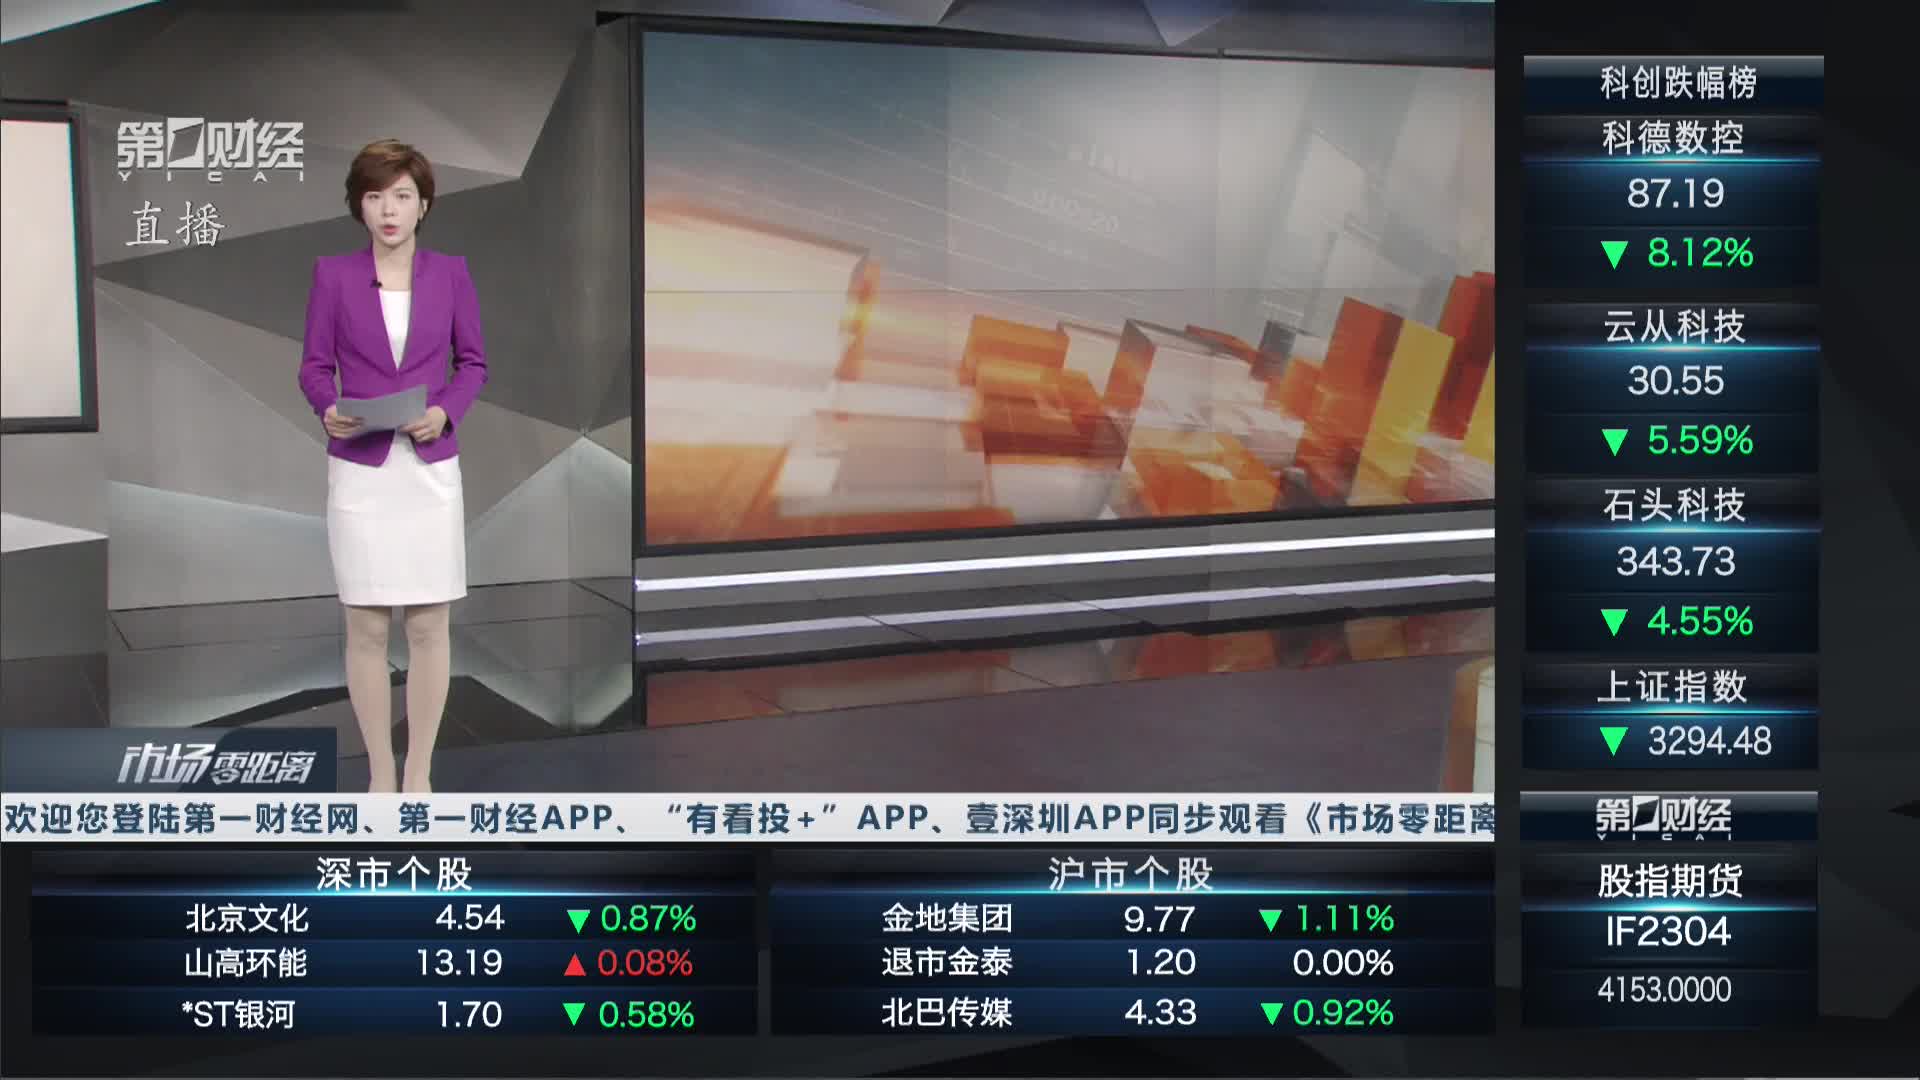 第一财经
YICAI
直播
市场零距离
欢迎您登陆第一财经网、第一财经APP、“有看投+”APP、壹深圳APP同步观看《市场零距离
深市个股
北京文化 4.54 ▼0.87%
山高环能 13.19 ▲0.08%
*ST银河 1.70 ▼0.58%
沪市个股
金地集团 9.77 ▼1.11%
退市金泰 1.20 0.00%
北巴传媒 4.33 ▼0.92%
科创跌幅榜
科德数控
87.19
▼ 8.12%
云从科技
30.55
▼ 5.59%
石头科技
343.73
▼ 4.55%
上证指数
▼ 3294.48
第一财经
YICAI
股指期货
IF2304
4153.0000